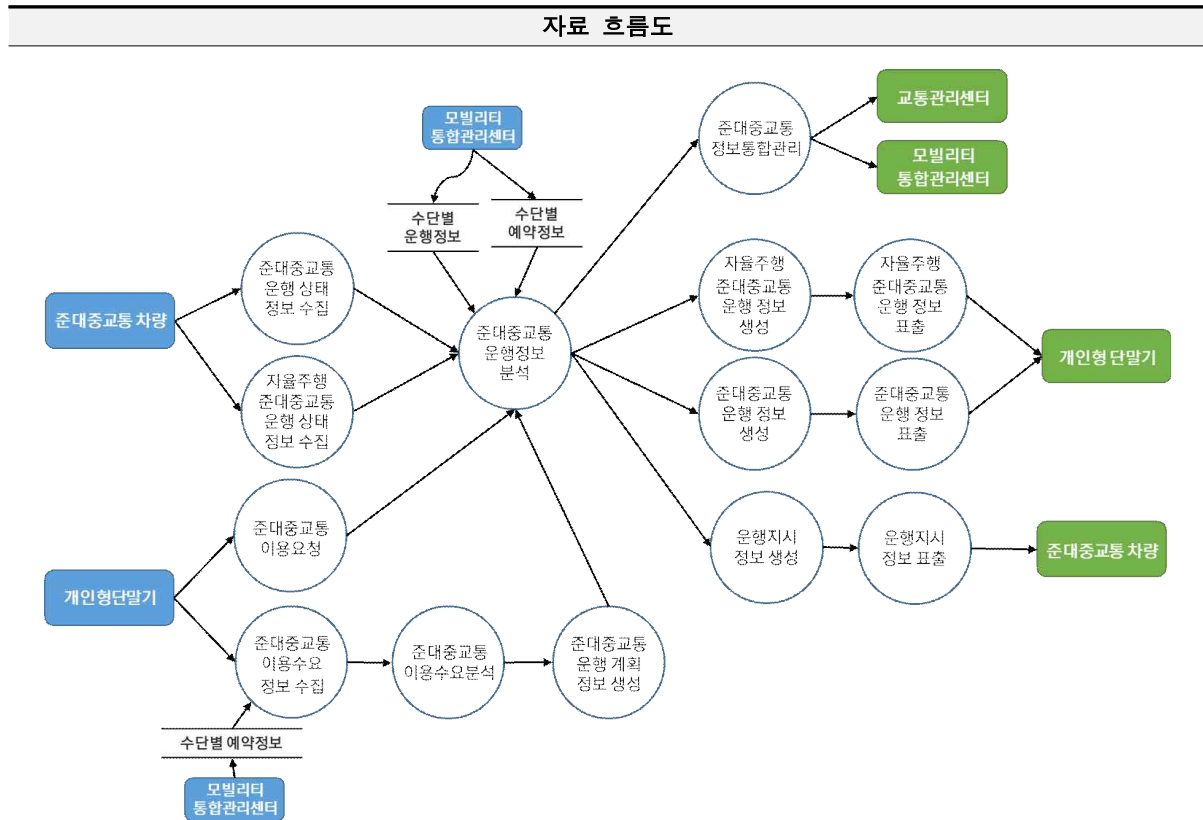 자료 흐름도
모빌리티
통합관리센터
수단별
운행정보
수단별
예약정보
준대중교통
정보통합관리
교통관리센터
모빌리티
통합관리센터
준대중교통 차량
준대중교통
운행 상태
정보 수집
자율주행
준대중교통
운행 상태
정보 수집
준대중교통
운행정보
분석
자율주행
준대중교통
운행 정보
생성
자율주행
준대중교통
운행 정보
표출
준대중교통
운행 정보
생성
준대중교통
운행 정보
표출
개인형 단말기
개인형단말기
준대중교통
이용요청
운행지시
정보 생성
운행지시
정보 표출
준대중교통 차량
준대중교통
이용수요
정보 수집
준대중교통
이용수요분석
준대중교통
운행 계획
정보 생성
수단별 예약정보
모빌리티
통합관리센터